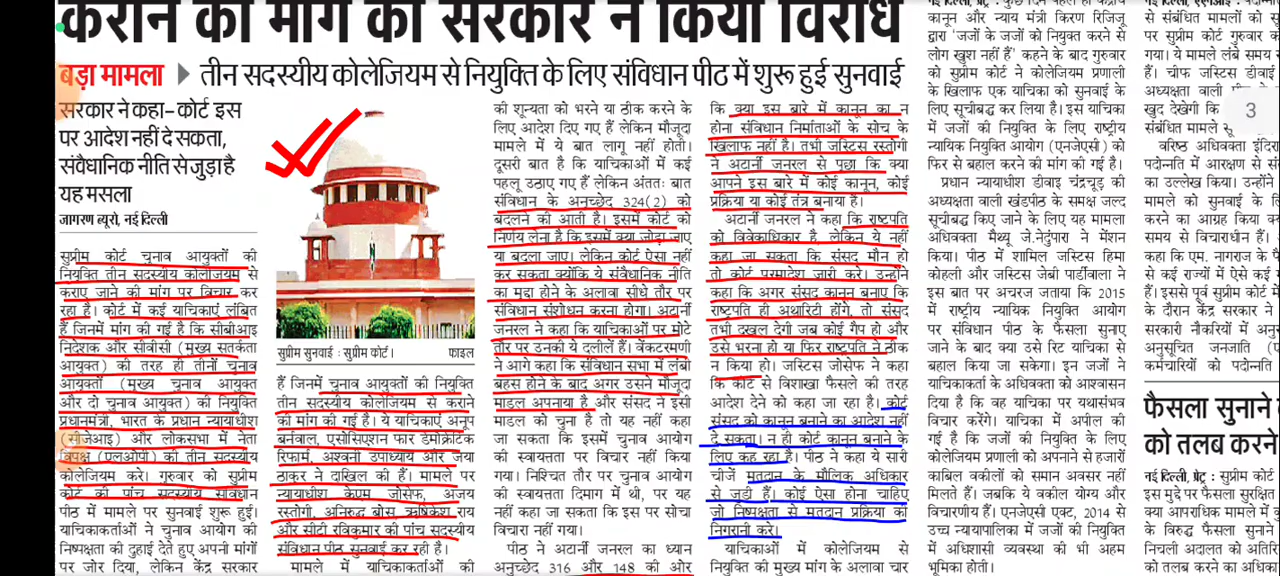 कराने की मांग का सरकार ने किया विरोध
बड़ा मामला
तीन सदस्यीय कोलेजियम से नियुक्ति के लिए संविधान पीठ में शुरू हुई सुनवाई
सरकार ने कहा- कोर्ट इस
पर आदेश नहीं दे सकता,
संवैधानिक नीति से जुड़ा है
यह मसला
जागरण ब्यूरो, नई दिल्ली
सुप्रीम कोर्ट चुनाव आयुक्तों की
नियुक्ति तीन सदस्यीय कोलेजियम से
कराए जाने की मांग पर विचार कर
रहा है। कोर्ट में कई याचिकाएं लंबित
हैं जिनमें मांग की गई है कि सीबीआइ
निदेशक और सीवीसी (मुख्य सतर्कता
आयुक्त) की तरह ही तीनों चुनाव
आयुक्तों (मुख्य चुनाव आयुक्त
और दो चुनाव आयुक्त) की नियुक्ति
प्रधानमंत्री, भारत के प्रधान न्यायाधीश
(सीजेआइ) और लोकसभा में नेता
विपक्ष (एलओपी) की तीन सदस्यीय
कोलेजियम करे। गुरुवार को सुप्रीम
कोर्ट की पांच सदस्यीय संविधान
पीठ में मामले पर सुनवाई शुरू हुई।
याचिकाकर्ताओं ने चुनाव आयोग की
निष्पक्षता की दुहाई देते हुए अपनी मांगों
पर जोर दिया, लेकिन केंद्र सरकार
सुप्रीम सुनवाई : सुप्रीम कोर्ट। फाइल
हैं जिनमें चुनाव आयुक्तों की नियुक्ति
तीन सदस्यीय कोलेजियम से कराने
की मांग की गई है। ये याचिकाएं अनूप
बर्नवाल, एसोसिएशन फार डेमोक्रेटिक
रिफार्म, अश्वनी उपाध्याय और जया
ठाकुर ने दाखिल की हैं। मामले पर
न्यायाधीश केएम जोसेफ, अजय
रस्तोगी, अनिरुद्ध बोस, ऋषिकेश राय
और सीटी रविकुमार की पांच सदस्यीय
संविधान पीठ सुनवाई कर रही है।
मामले में याचिकाकर्ताओं की
की शून्यता को भरने या ठीक करने के
लिए आदेश दिए गए हैं लेकिन मौजूदा
मामले में ये बात लागू नहीं होती।
दूसरी बात है कि याचिकाओं में कई
पहलू उठाए गए हैं लेकिन अंततः बात
संविधान के अनुच्छेद 324(2) को
बदलने की आती है। इसमें कोर्ट को
निर्णय लेना है कि इसमें क्या जोड़ा जाए
या बदला जाए। लेकिन कोर्ट ऐसा नहीं
कर सकता क्योंकि ये संवैधानिक नीति
का मुद्दा होने के अलावा सीधे तौर पर
संविधान संशोधन करना होगा। अटार्नी
जनरल ने कहा कि याचिकाओं पर मोटे
तौर पर उनकी ये दलीलें हैं। वेंकटरमणी
ने आगे कहा कि संविधान सभा में लंबी
बहस होने के बाद अगर उसने मौजूदा
माडल अपनाया है और संसद ने इसी
माडल को चुना है तो यह नहीं कहा
जा सकता कि इसमें चुनाव आयोग
की स्वायत्तता पर विचार नहीं किया
गया। निश्चित तौर पर चुनाव आयोग
की स्वायत्तता दिमाग में थी, पर यह
नहीं कहा जा सकता कि इस पर सोचा
विचारा नहीं गया।
पीठ ने अटार्नी जनरल का ध्यान
अनुच्छेद 316 और 148 की ओर
कि क्या इस बारे में कानून का न
होना संविधान निर्माताओं के सोच के
खिलाफ नहीं है। तभी जस्टिस रस्तोगी
ने अटार्नी जनरल से पूछा कि क्या
आपने इस बारे में कोई कानून, कोई
प्रक्रिया या कोई तंत्र बनाया है।
अटार्नी जनरल ने कहा कि राष्ट्रपति
को विवेकाधिकार है, लेकिन ये नहीं
कहा जा सकता कि संसद मौन हो
तो कोर्ट परमादेश जारी करे। उन्होंने
कहा कि अगर संसद कानून बनाए कि
राष्ट्रपति ही अथारिटी होंगे, तो संसद
तभी दखल देगी जब कोई गैप हो और
उसे भरना हो या फिर राष्ट्रपति ने ठीक
न किया हो। जस्टिस जोसेफ ने कहा
कि कोर्ट से विशाखा फैसले की तरह
आदेश देने को कहा जा रहा है। कोर्ट
संसद को कानून बनाने का आदेश नहीं
दे सकता। न ही कोर्ट कानून बनाने के
लिए कह रहा है। पीठ ने कहा ये सारी
चीजें मतदान के मौलिक अधिकार
से जुड़ी हैं। कोई ऐसा होना चाहिए
जो निष्पक्षता से मतदान प्रक्रिया की
निगरानी करे।
याचिकाओं में कोलेजियम से
नियुक्ति की मुख्य मांग के अलावा चार
नई दिल्ली, प्रेट्र : कुछ दिन पहले ही केंद्रीय
कानून और न्याय मंत्री किरण रिजिजू
द्वारा "जजों के जजों को नियुक्त करने से
लोग खुश नहीं हैं" कहने के बाद गुरुवार
को सुप्रीम कोर्ट ने कोलेजियम प्रणाली
के खिलाफ एक याचिका को सुनवाई के
लिए सूचीबद्ध कर लिया है। इस याचिका
में जजों की नियुक्ति के लिए राष्ट्रीय
न्यायिक नियुक्ति आयोग (एनजेएसी) को
फिर से बहाल करने की मांग की गई है।
प्रधान न्यायाधीश डीवाई चंद्रचूड़ की
अध्यक्षता वाली खंडपीठ के समक्ष जल्द
सूचीबद्ध किए जाने के लिए यह मामला
अधिवक्ता मैथ्यू जे.नेदुंपारा ने मेंशन
किया। पीठ में शामिल जस्टिस हिमा
कोहली और जस्टिस जेबी पार्डीवाला ने
इस बात पर अचरज जताया कि 2015
में राष्ट्रीय न्यायिक नियुक्ति आयोग
पर संविधान पीठ के फैसला सुनाए
जाने के बाद क्या उसे रिट याचिका से
बहाल किया जा सकेगा। इन जजों ने
याचिकाकर्ता के अधिवक्ता को आश्वासन
दिया है कि वह याचिका पर यथासंभव
विचार करेंगे। याचिका में अपील की
गई है कि जजों की नियुक्ति के लिए
कोलेजियम प्रणाली को अपनाने से हजारों
काबिल वकीलों को समान अवसर नहीं
मिलते हैं। जबकि ये वकील योग्य और
विचारणीय हैं। एनजेएसी एक्ट, 2014 से
उच्च न्यायापालिका में जजों की नियुक्ति
में अधिशासी व्यवस्था की भी अहम
भूमिका होती।
से संबंधित मामलों को सु
पर सुप्रीम कोर्ट गुरुवार को
गया। ये मामले लंबे समय
हैं। चीफ जस्टिस डीवाई
अध्यक्षता वाली
खुद देखेगी कि
संबंधित मामले सू
3
वरिष्ठ अधिवक्ता इंदिरा
पदोन्नति में आरक्षण से सं
का उल्लेख किया। उन्होंने
मामले को सुनवाई के लि
करने का आग्रह किया
समय से विचाराधीन हैं।
कहा कि एम. नागराज के फै
से कई राज्यों में ऐसे कई
हैं। इससे पूर्व सुप्रीम कोर्ट में
के दौरान केंद्र सरकार ने
सरकारी नौकरियों में अनु
अनुसूचित जनजाति (ए
कर्मचारियों को पदोन्नति
फैसला सुनाने
को तलब करने
नई दिल्ली, प्रेट्र : सुप्रीम कोर्ट
इस मुद्दे पर फैसला सुरक्षित
क्या आपराधिक मामले में
के विरुद्ध फैसला सुनाने
निचली अदालत को अतिरि
को तलब करने का अधि